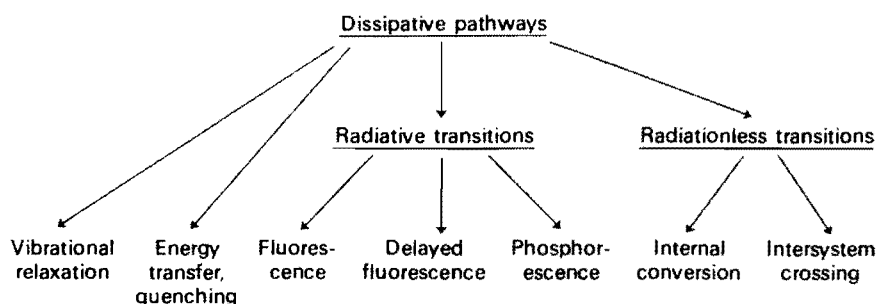 Dissipative pathways
Radiative transitions
Radiationless transitions
Vibrational
relaxation
Energy
transfer,
quenching
Fluores-
cence
Delayed
fluorescence
Phosphor-
escence
Internal
conversion
Intersystem
crossing